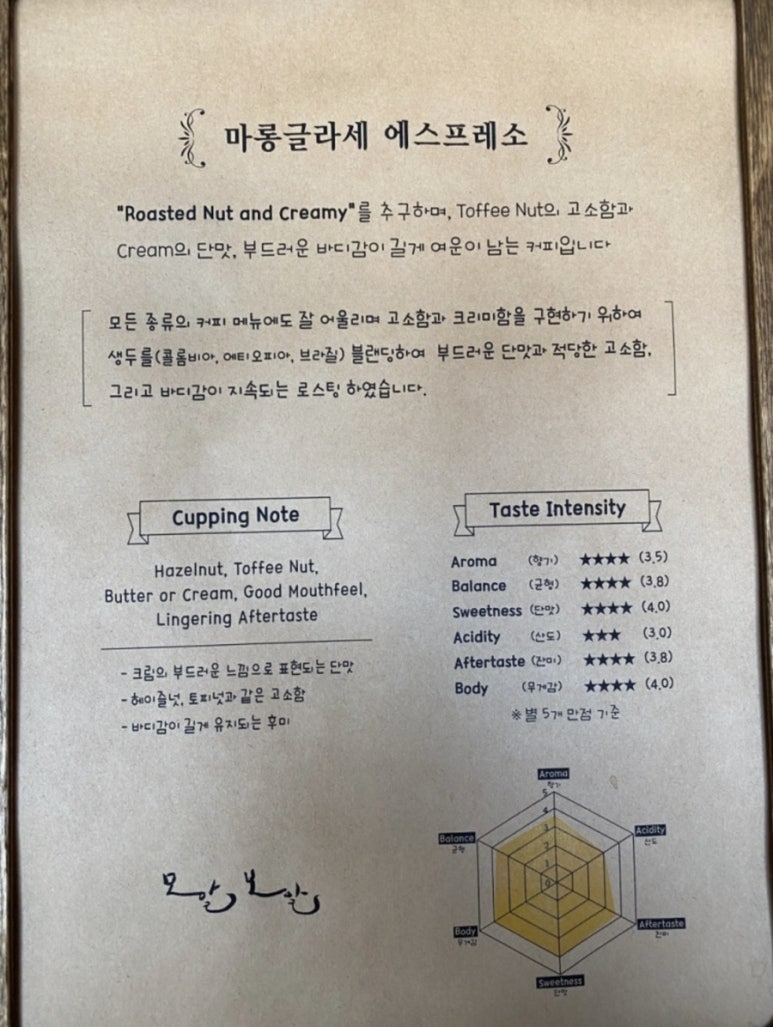 마롱글라세 에스프레소
"Roasted Nut and Creamy"를 추구하며, Toffee Nut의 고소함과
Cream의 단맛, 부드러운 바디감이 길게 여운이 남는 커피입니다
모든 종류의 커피 메뉴에도 잘 어울리며 고소함과 크리미함을 구현하기 위하여
생두를(콜롬비아, 에티오피아, 브라질) 블랜딩하여 부드러운 단맛과 적당한 고소함,
그리고 바디감이 지속되는 로스팅 하였습니다.
Cupping Note
Hazelnut, Toffee Nut,
Butter or Cream, Good Mouthfeel,
Lingering Aftertaste
- 크림의 부드러운 느낌으로 표현되는 단맛
- 헤이즐넛, 토피넛과 같은 고소함
- 바디감이 길게 유지되는 후미
Taste Intensity
Aroma (향기) ★★★★ (3.5)
Balance (균형) ★★★★ (3.8)
Sweetness (단맛) ★★★★ (4.0)
Acidity (산도) ★★★ (3.0)
Aftertaste (잔미) ★★★★ (3.8)
Body (무게감) ★★★★ (4.0)
※ 별 5개 만점 기준
Aroma
향기
5
4
3
2
1
0
Balance
균형
Acidity
산도
Body
무게감
Aftertaste
잔미
Sweetness
단맛